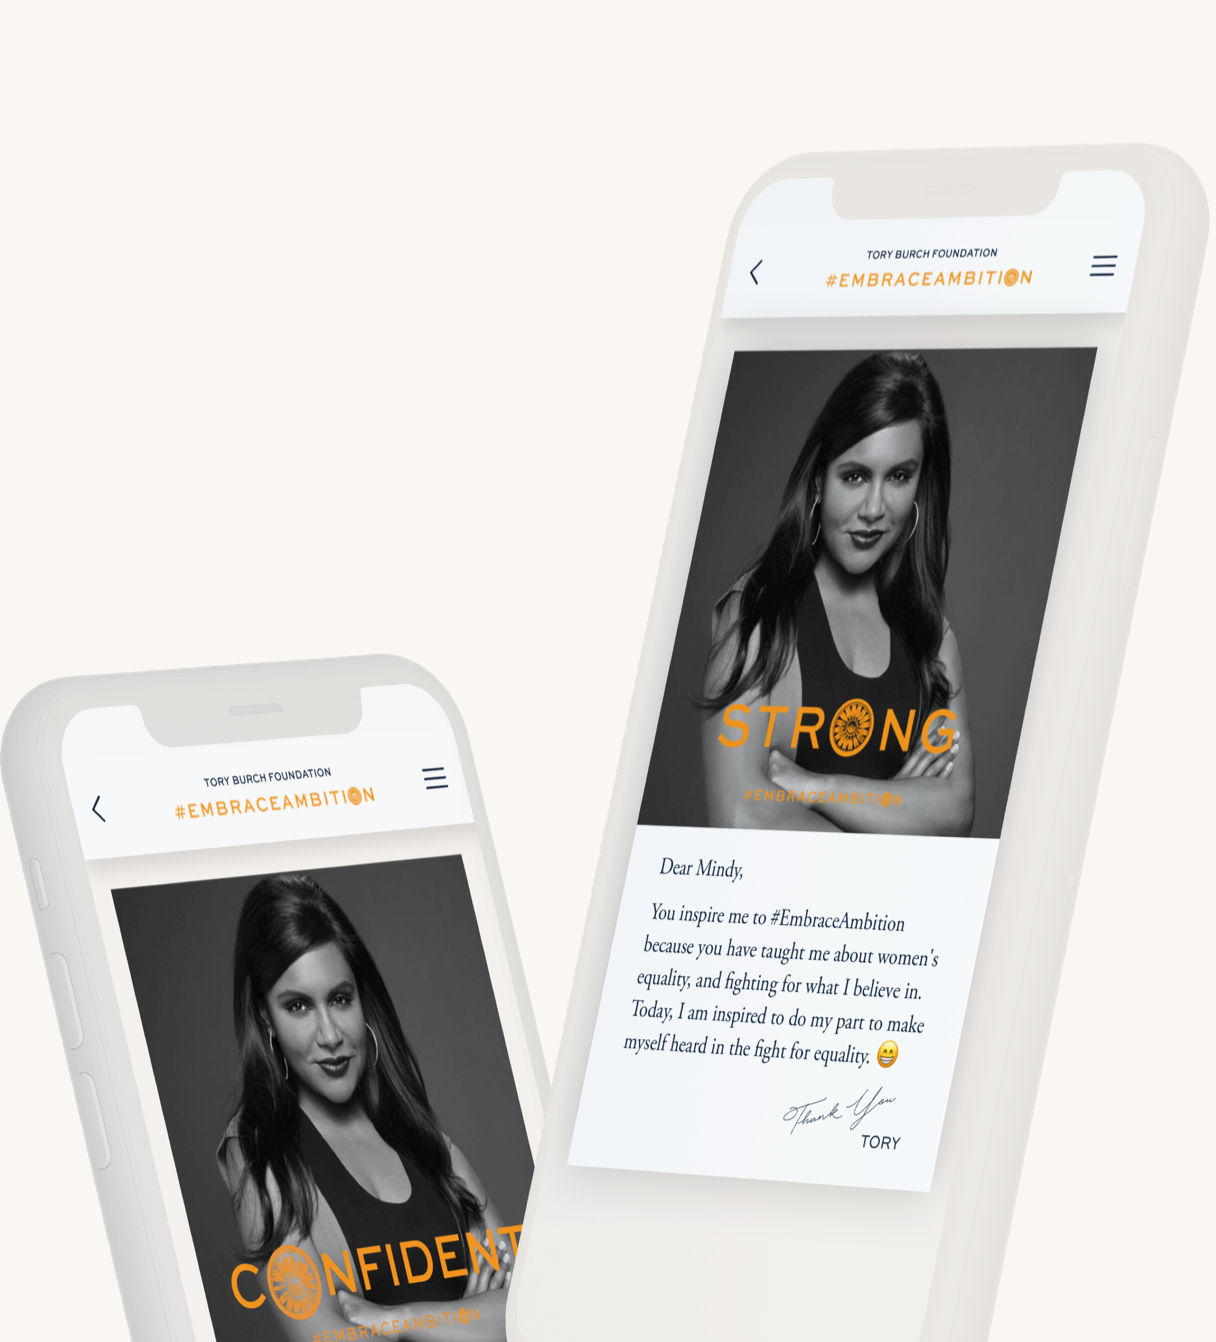 TORY BURCH FOUNDATION
#EMBRACEAMBITION
STRONG
#EMBRACEAMBITION
Dear Mindy,
You inspire me to #EmbraceAmbition
because you have taught me about women's
equality, and fighting for what I believe in.
Today, I am inspired to do my part to make
myself heard in the fight for equality. 😁
Thank You
TORY
TORY BURCH FOUNDATION
#EMBRACEAMBITION
CONFIDENT
#EMBRACEAMBITION